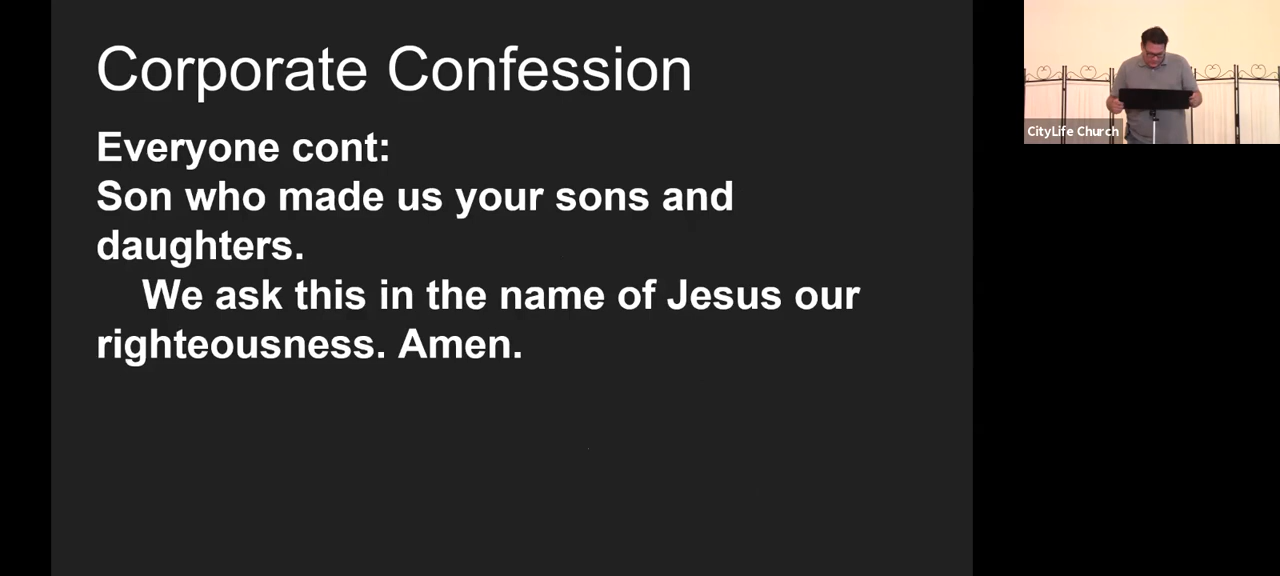 Corporate Confession
Everyone cont:
Son who made us your sons and
daughters.
We ask this in the name of Jesus our
righteousness. Amen.
CityLife Church